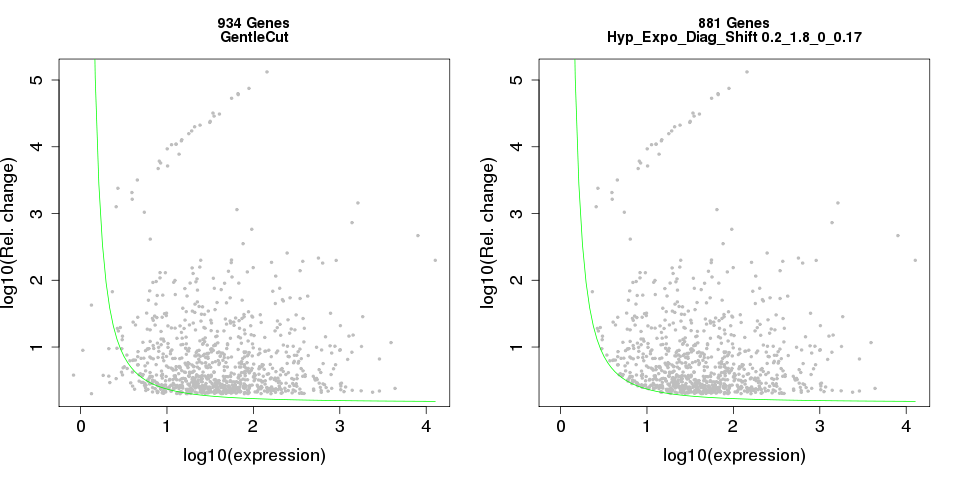 934 Genes
GentleCut
log10(Rel. change)
5
4
3
2
1
0 1 2 3 4
log10(expression)
881 Genes
Hyp_Expo_Diag_Shift 0.2_1.8_0_0.17
log10(Rel. change)
5
4
3
2
1
0 1 2 3 4
log10(expression)